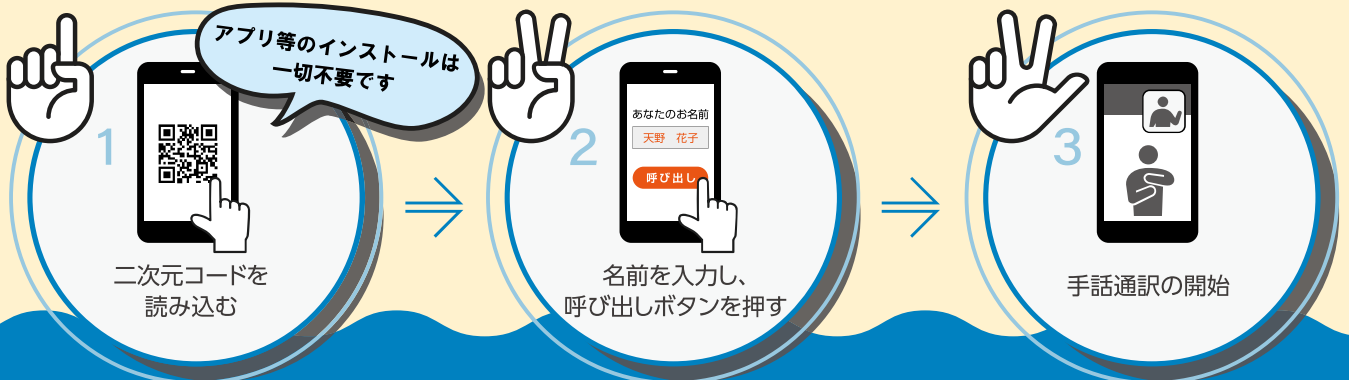 アプリ等のインストールは
一切不要です
1
二次元コードを
読み込む
2
あなたのお名前
天野　花子
呼び出し
名前を入力し、
呼び出しボタンを押す
3
手話通訳の開始